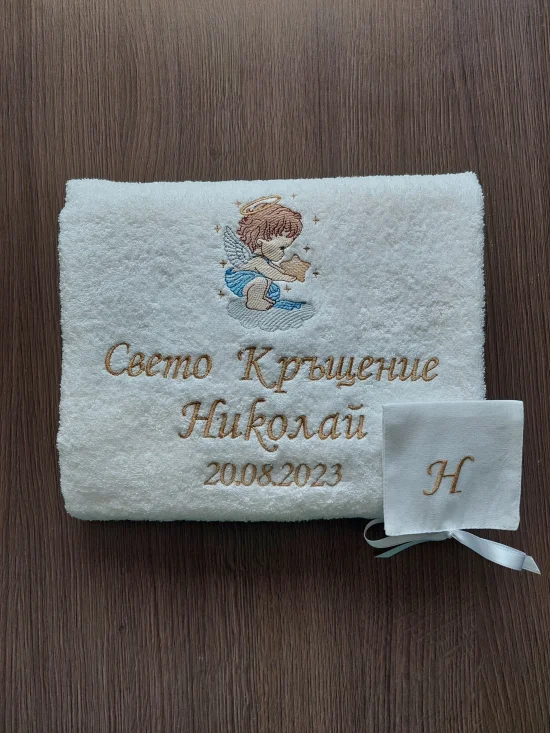 Свето Кръщение
Николай
20.08.2023
Н